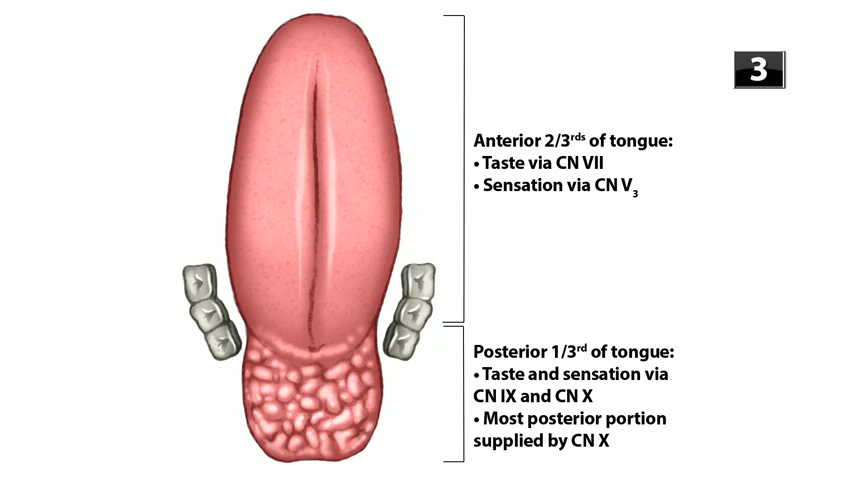 3
Anterior 2/3rds of tongue:
• Taste via CN VII
• Sensation via CN V3
Posterior 1/3rd of tongue:
• Taste and sensation via
CN IX and CN X
• Most posterior portion
supplied by CN X